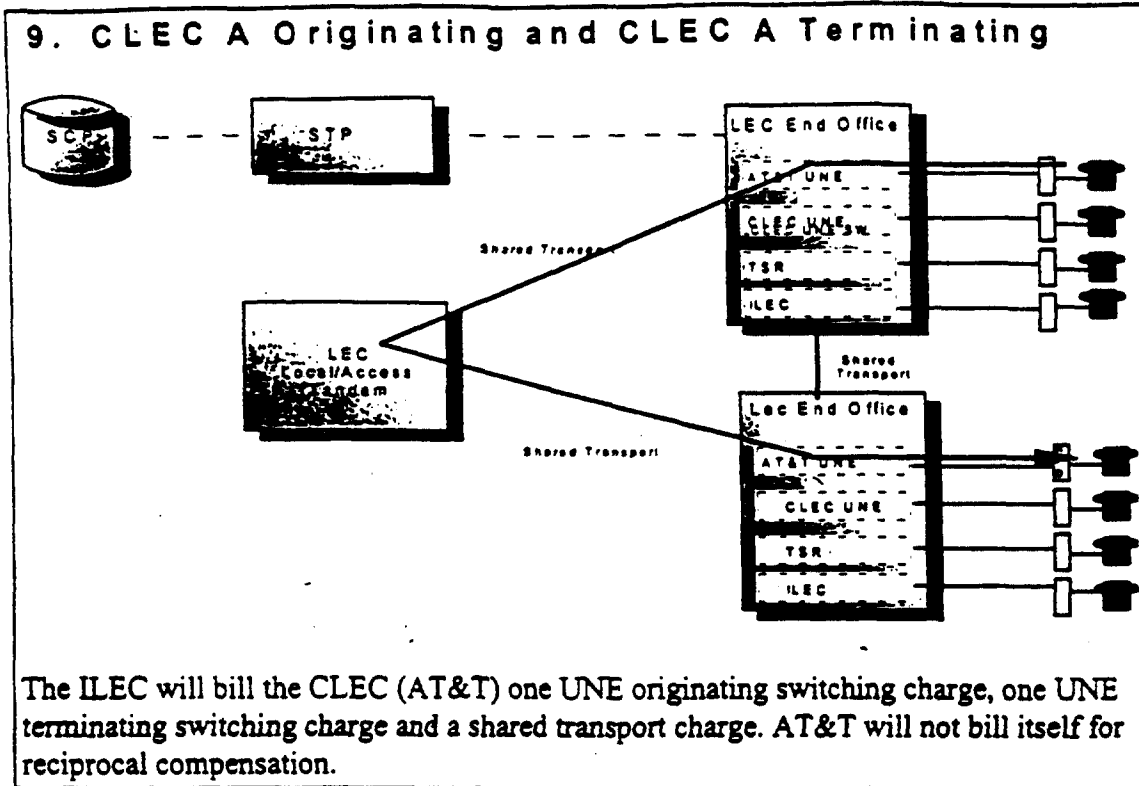 9. CLEC A Originating and CLEC A Terminating
SCP
STP
LEC End Office
AT&T UNE
CLEC UNE
CLEC UNE SW.
TSR
ILEC
Shared Transport
LEC
Local/Access
Tandem
Shared
Transport
Lec End Office
AT&T UNE
CLEC UNE
TSR
ILEC
Shared Transport
The ILEC will bill the CLEC (AT&T) one UNE originating switching charge, one UNE
terminating switching charge and a shared transport charge. AT&T will not bill itself for
reciprocal compensation.